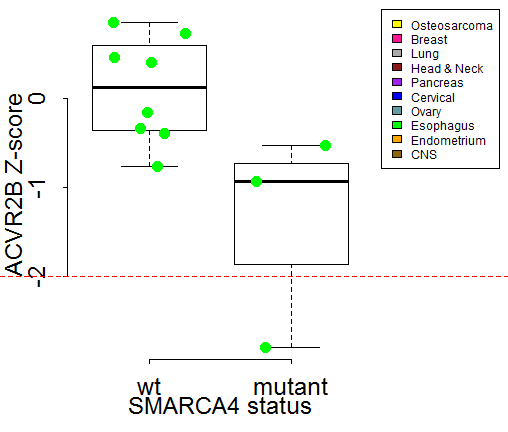 Osteosarcoma
Breast
Lung
Head & Neck
Pancreas
Cervical
Ovary
Esophagus
Endometrium
CNS
ACVR2B Z-score
0
-1
-2
wt mutant
SMARCA4 status